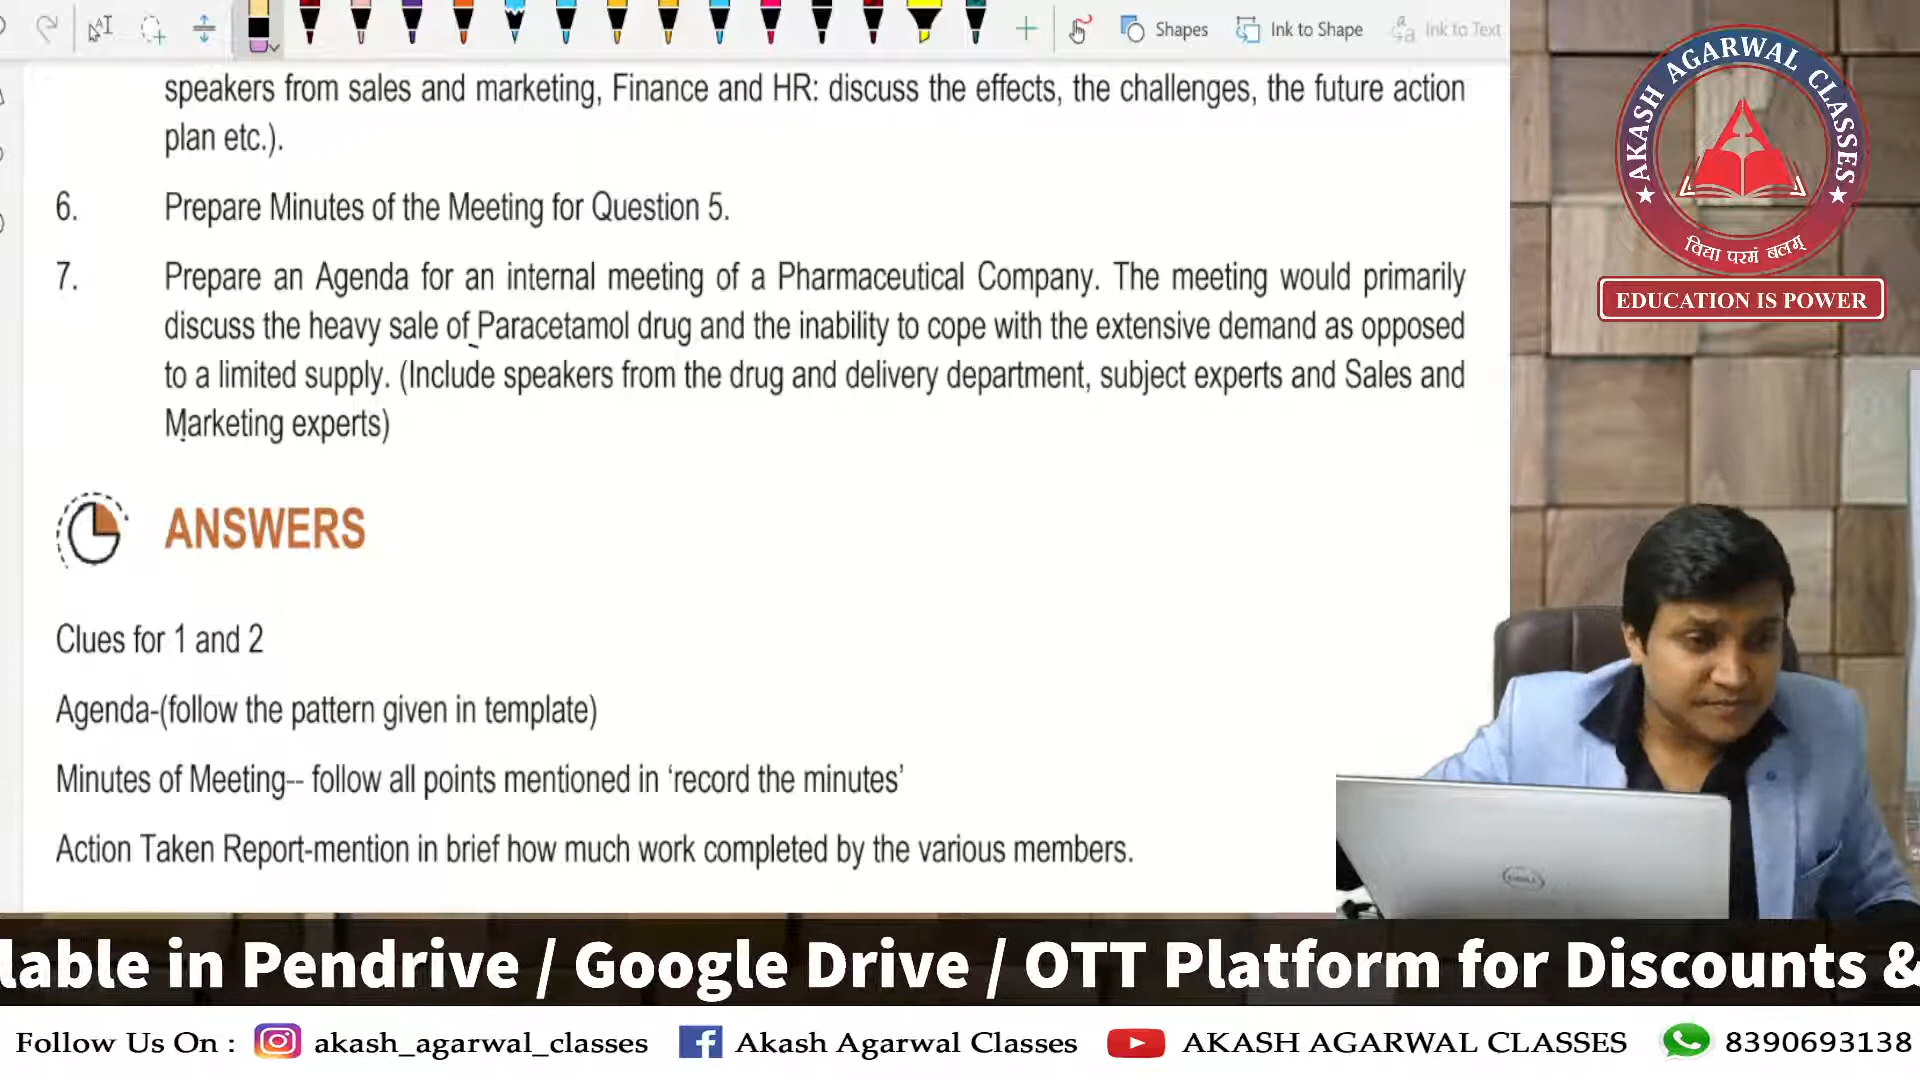 Shapes
Ink to Shape
Ink to Text
speakers from sales and marketing, Finance and HR: discuss the effects, the challenges, the future action
plan etc.).
6. Prepare Minutes of the Meeting for Question 5.
7. Prepare an Agenda for an internal meeting of a Pharmaceutical Company. The meeting would primarily
discuss the heavy sale of Paracetamol drug and the inability to cope with the extensive demand as opposed
to a limited supply. (Include speakers from the drug and delivery department, subject experts and Sales and
Marketing experts)
ANSWERS
Clues for 1 and 2
Agenda-(follow the pattern given in template)
Minutes of Meeting-- follow all points mentioned in ‘record the minutes’
Action Taken Report-mention in brief how much work completed by the various members.
AKASH AGARWAL CLASSES
विद्या परमं बलम्
EDUCATION IS POWER
DELL
lable in Pendrive / Google Drive / OTT Platform for Discounts &
Follow Us On : akash_agarwal_classes Akash Agarwal Classes AKASH AGARWAL CLASSES 8390693138